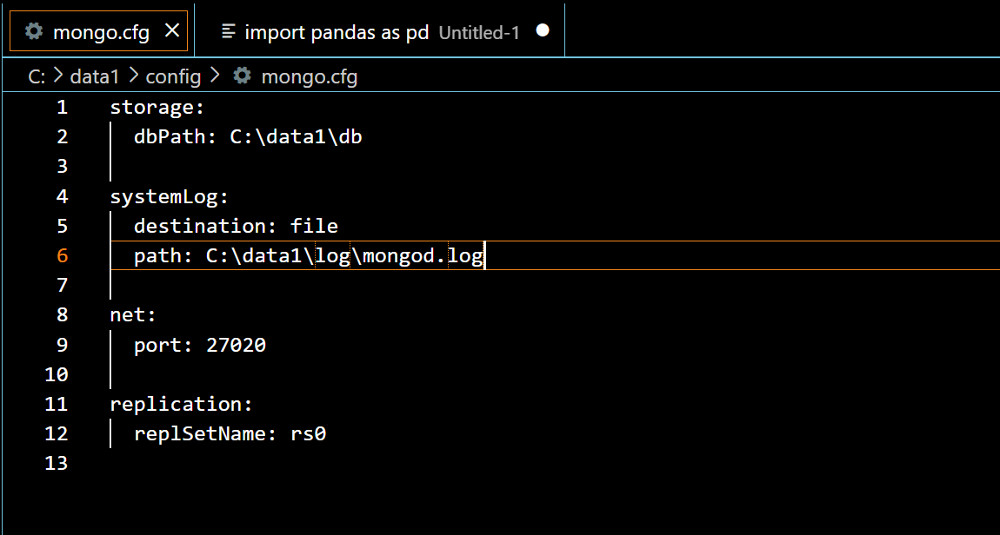 mongo.cfg
import pandas as pd Untitled-1
C: > data1 > config > mongo.cfg
1 storage:
2   dbPath: C:\data1\db
3
4 systemLog:
5   destination: file
6   path: C:\data1\log\mongod.log
7
8 net:
9   port: 27020
10
11 replication:
12   replSetName: rs0
13